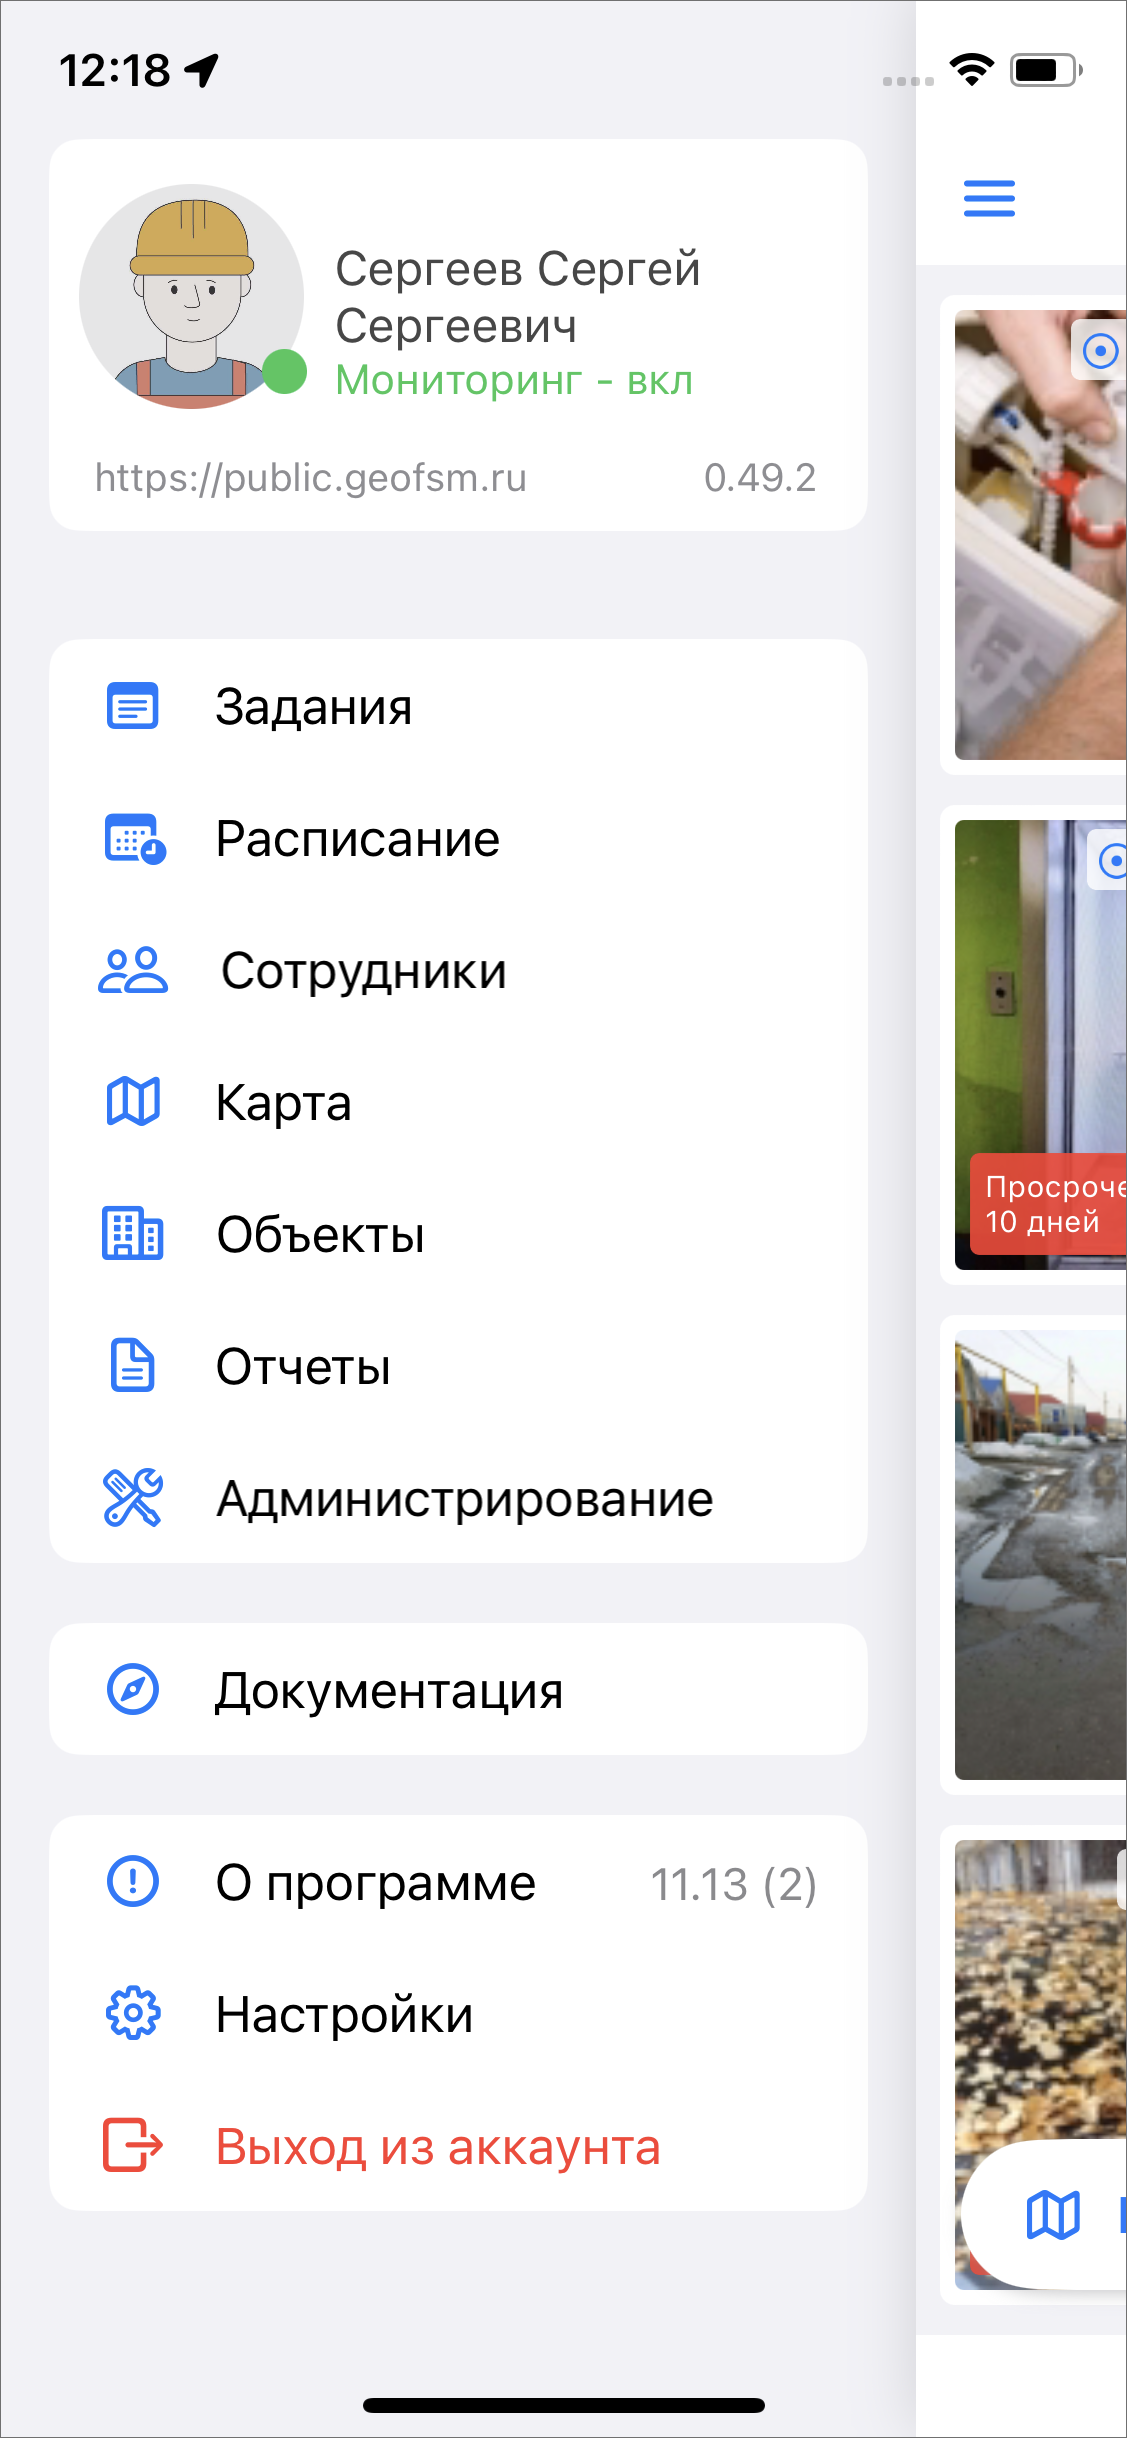 12:18
Сергеев Сергей
Сергеевич
Мониторинг - вкл
https://public.geofsm.ru 0.49.2
Задания
Расписание
Сотрудники
Карта
Объекты
Отчеты
Администрирование
Документация
О программе 11.13 (2)
Настройки
Выход из аккаунта
10 дней